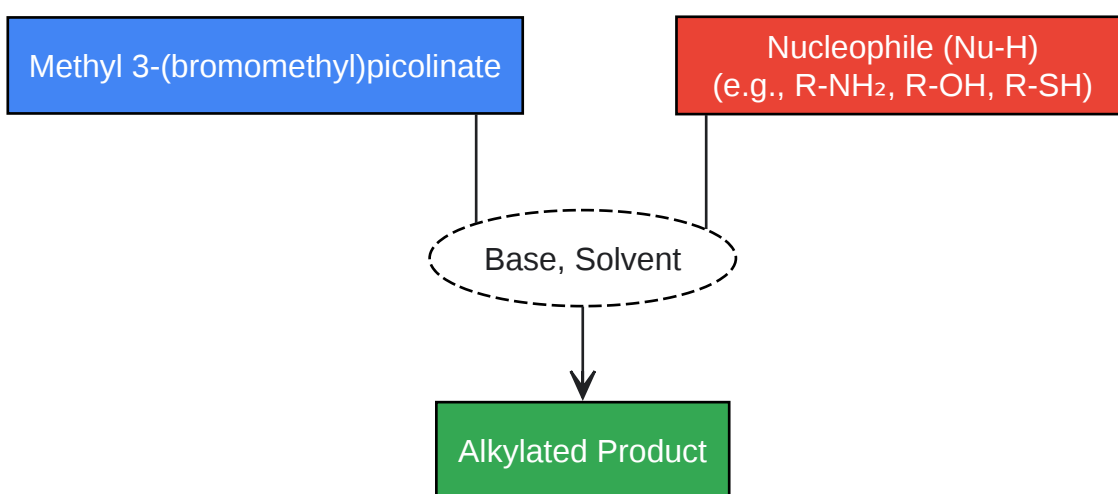 Methyl 3-(bromomethyl)picolinate
Nucleophile (Nu-H)
(e.g., R-NH₂, R-OH, R-SH)
Base, Solvent
Alkylated Product